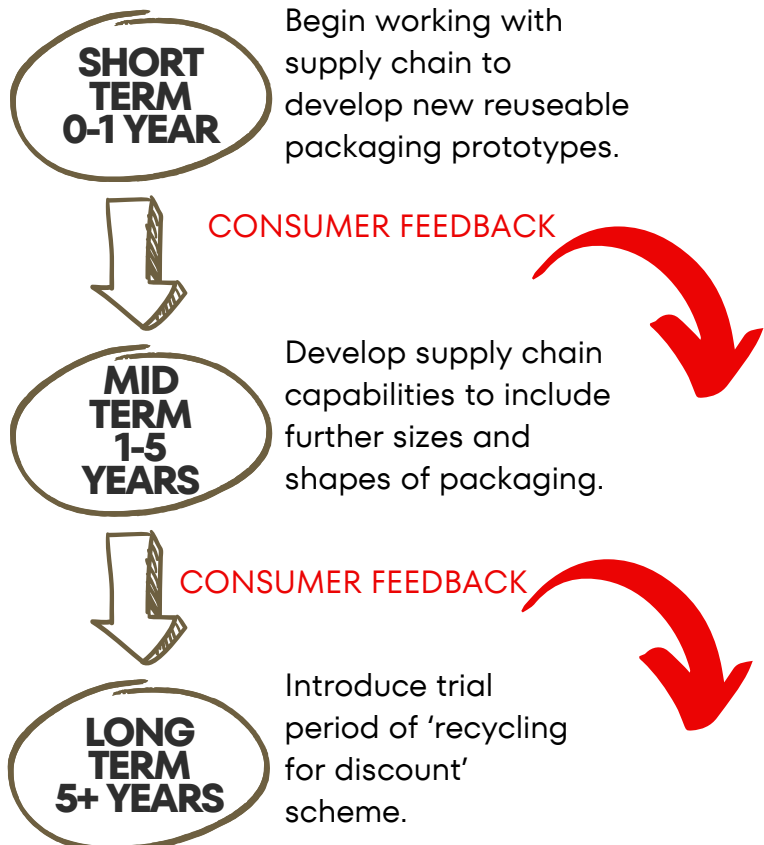 SHORT
TERM
0-1 YEAR
Begin working with
supply chain to
develop new reuseable
packaging prototypes.
CONSUMER FEEDBACK
MID
TERM
1-5
YEARS
Develop supply chain
capabilities to include
further sizes and
shapes of packaging.
CONSUMER FEEDBACK
LONG
TERM
5+ YEARS
Introduce trial
period of ‘recycling
for discount’
scheme.